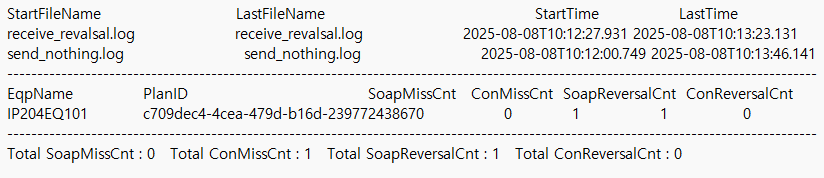 StartFileName LastFileName StartTime LastTime
receive_revalsal.log receive_revalsal.log 2025-08-08T10:12:27.931 2025-08-08T10:13:23.131
send_nothing.log send_nothing.log 2025-08-08T10:12:00.749 2025-08-08T10:13:46.141
EqpName PlanID SoapMissCnt ConMissCnt SoapReversalCnt ConReversalCnt
IP204EQ101 c709dec4-4cea-479d-b16d-239772438670 0 1 1 0
Total SoapMissCnt : 0 Total ConMissCnt : 1 Total SoapReversalCnt : 1 Total ConReversalCnt : 0